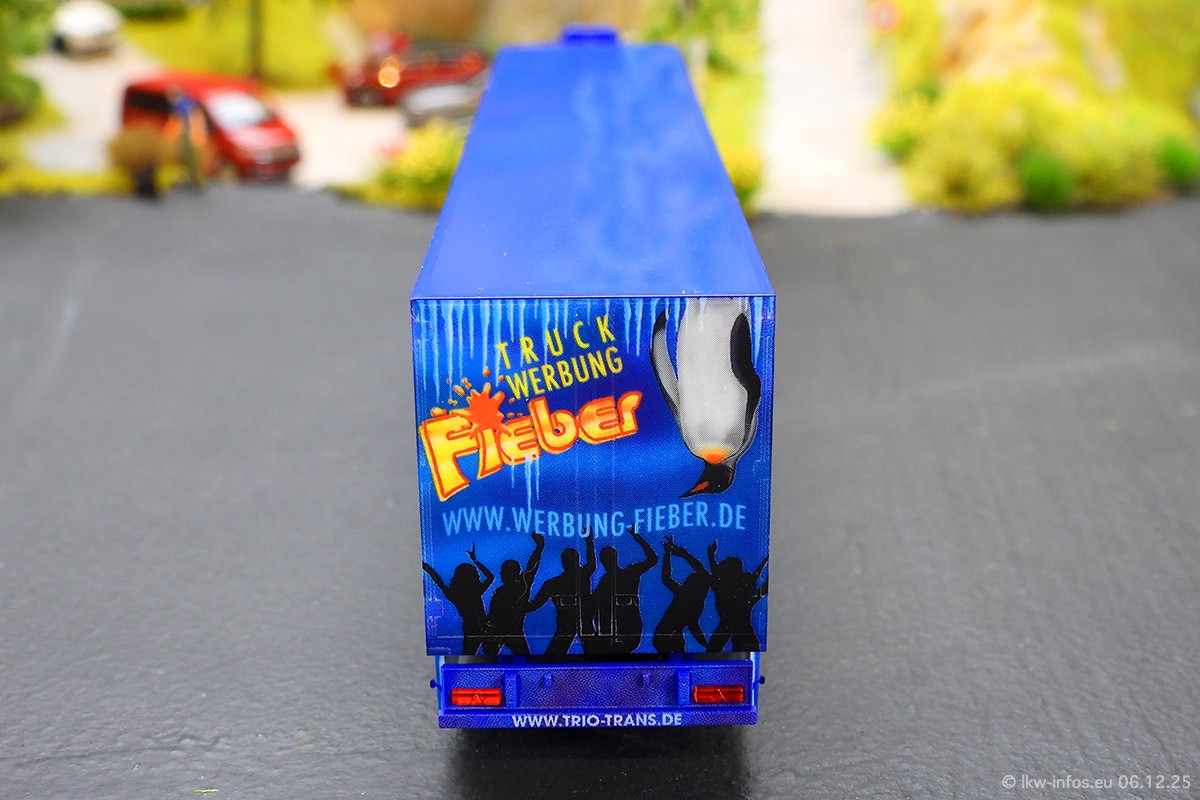 TRUCK
WERBUNG
Fieber
WWW.WERBUNG-FIEBER.DE
WWW.TRIO-TRANS.DE
© lkw-infos.eu 06.12.25